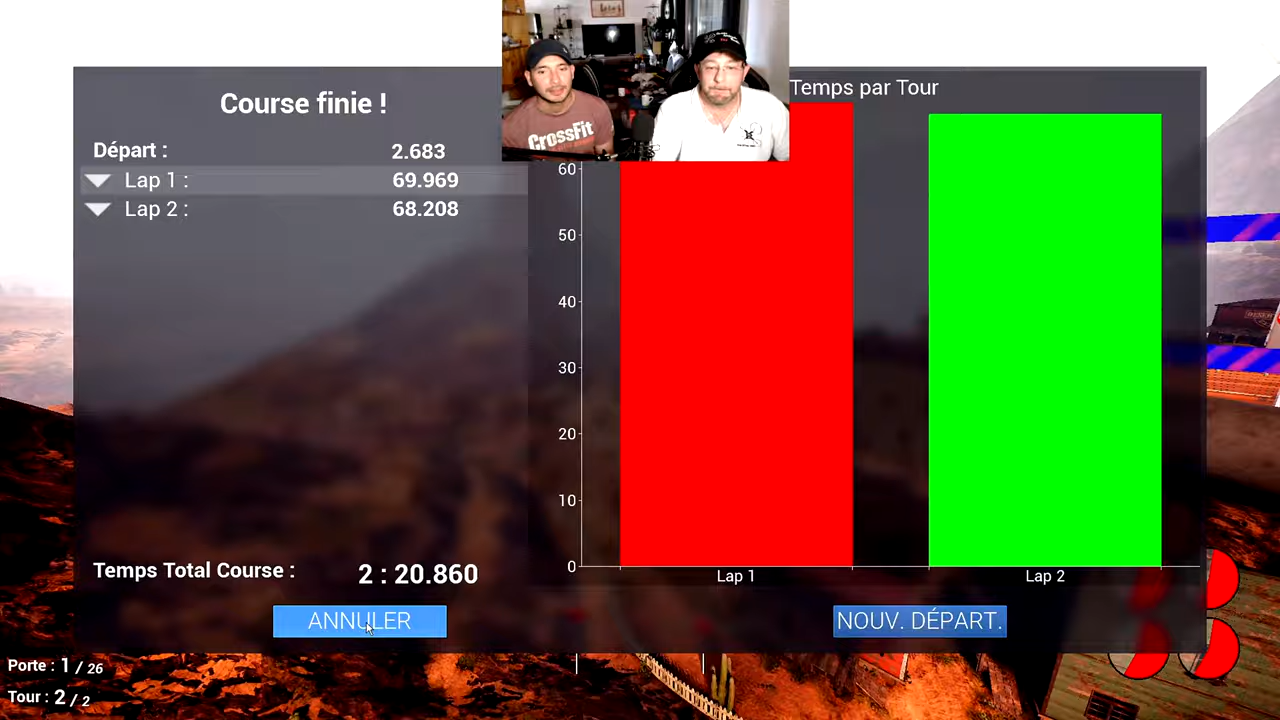 Course finie !
Départ : 2.683
Lap 1 : 69.969
Lap 2 : 68.208
Temps Total Course : 2 : 20.860
ANNULER
Temps par Tour
60
50
40
30
20
10
0
Lap 1 Lap 2
NOUV. DÉPART.
CrossFit
Porte : 1 / 26
Tour : 2 / 2